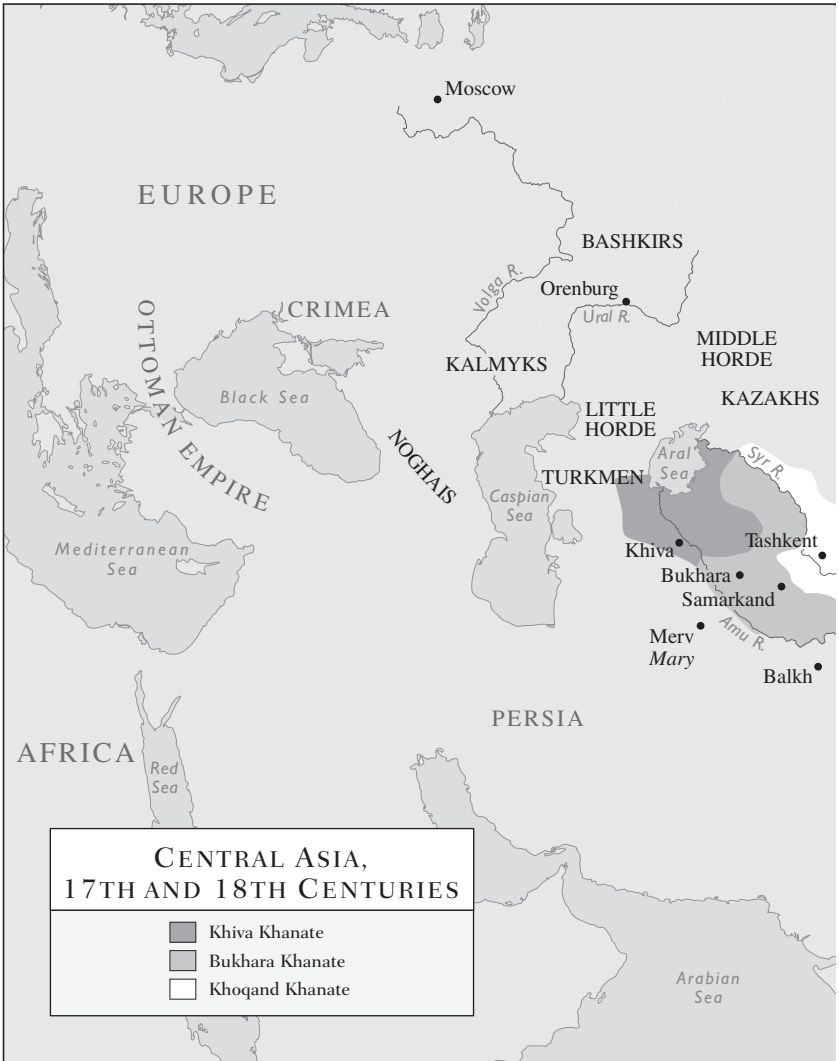 Moscow
EUROPE
BASHKIRS
Volga R.
Orenburg
Ural R.
OTTOMAN EMPIRE
CRIMEA
MIDDLE
HORDE
KALMYKS
Black Sea
KAZAKHS
LITTLE
HORDE
NOGHAIS
Aral
Sea
Syr R.
TURKMEN
Caspian
Sea
Mediterranean
Sea
Khiva
Tashkent
Bukhara
Samarkand
Amu R.
Merv
Mary
Balkh
PERSIA
AFRICA
Red
Sea
CENTRAL ASIA,
17TH AND 18TH CENTURIES
Khiva Khanate
Bukhara Khanate
Khoqand Khanate
Arabian
Sea